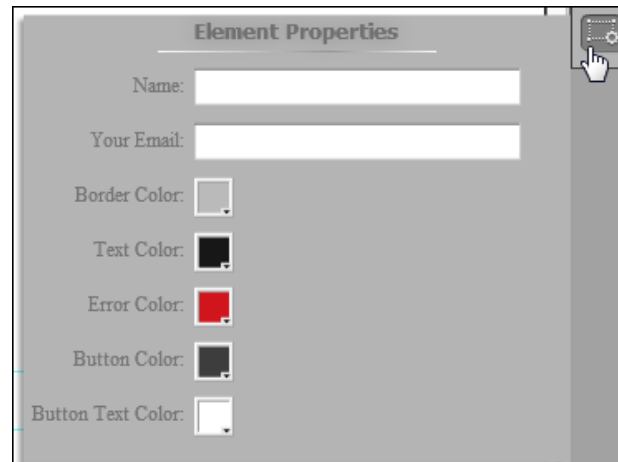 Element Properties
Name:
Your Email:
Border Color:
Text Color:
Error Color:
Button Color:
Button Text Color: